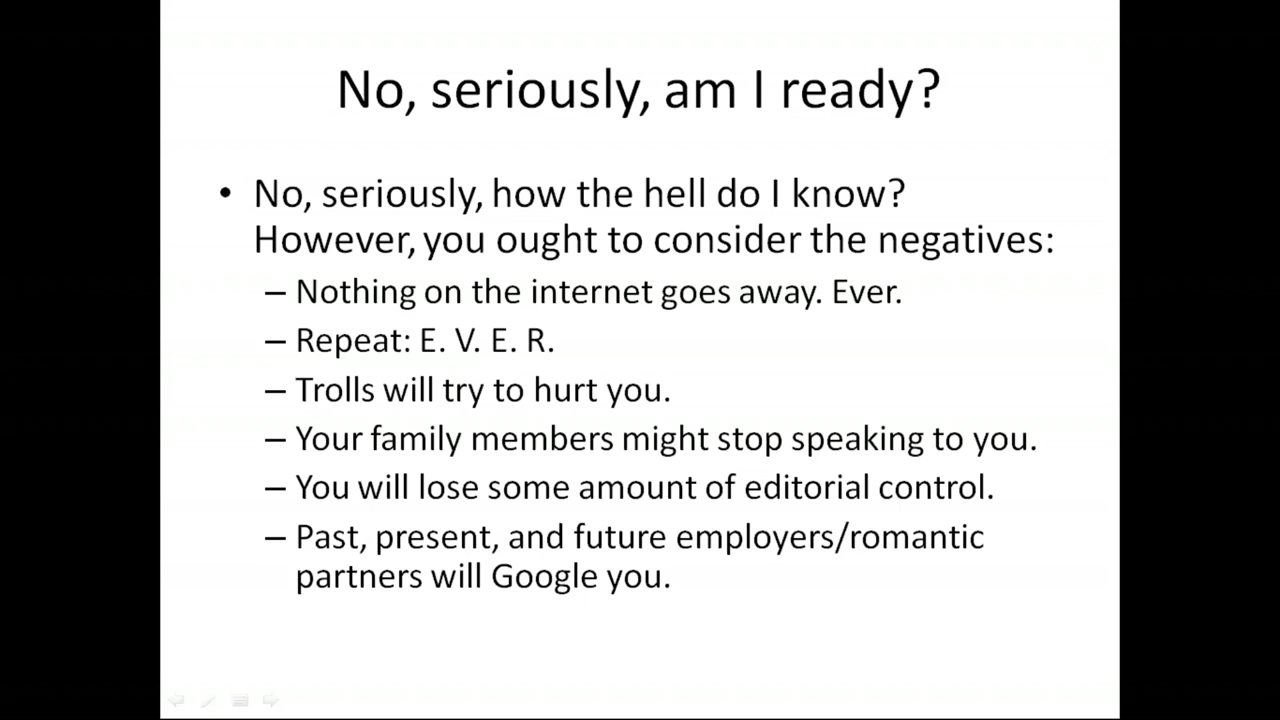 No, seriously, am I ready?
• No, seriously, how the hell do I know?
However, you ought to consider the negatives:
– Nothing on the internet goes away. Ever.
– Repeat: E. V. E. R.
– Trolls will try to hurt you.
– Your family members might stop speaking to you.
– You will lose some amount of editorial control.
– Past, present, and future employers/romantic
partners will Google you.